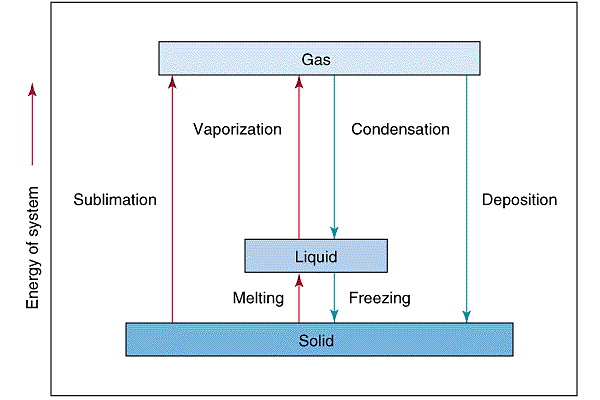 Gas
Vaporization
Condensation
Sublimation
Deposition
Energy of system
Liquid
Melting
Freezing
Solid